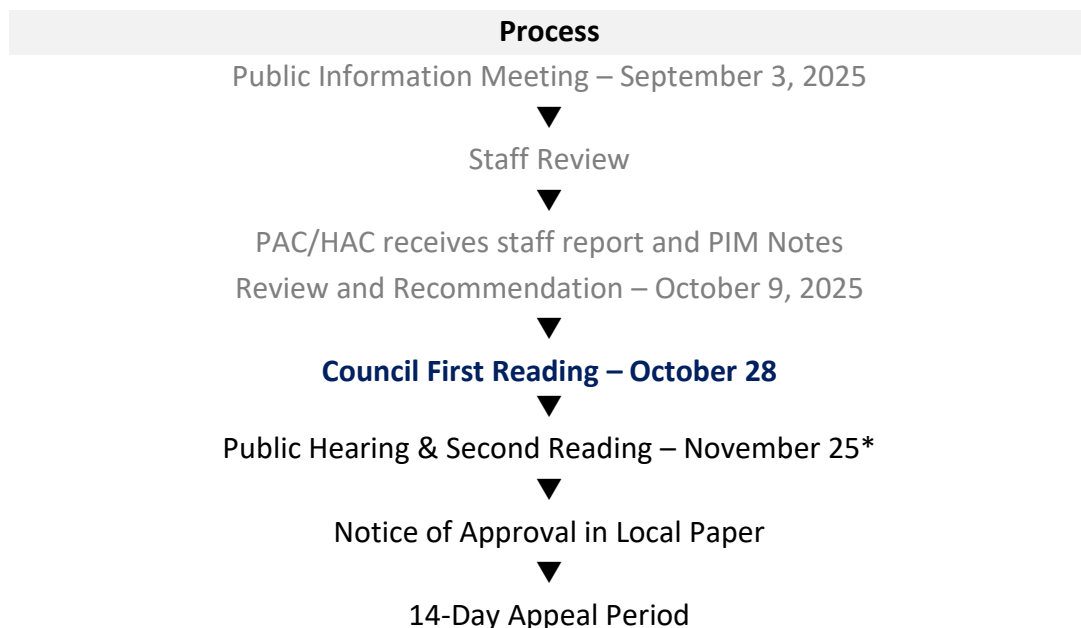 Process
Public Information Meeting – September 3, 2025
Staff Review
PAC/HAC receives staff report and PIM Notes
Review and Recommendation – October 9, 2025
Council First Reading – October 28
Public Hearing & Second Reading – November 25*
Notice of Approval in Local Paper
14-Day Appeal Period